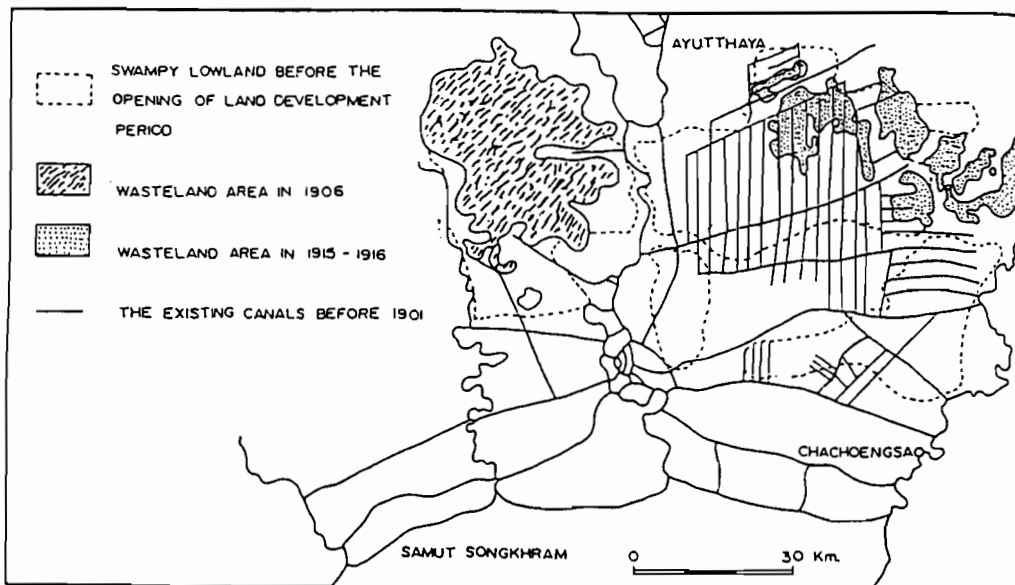 SWAMPY LOWLAND BEFORE THE
OPENING OF LAND DEVELOPMENT
PERICO
WASTELAND AREA IN 1906
WASTELAND AREA IN 1915 - 1916
THE EXISTING CANALS BEFORE 1901
AYUTTHAYA
CHACHOENGSAO
SAMUT SONGKHRAM
0 30 Km.